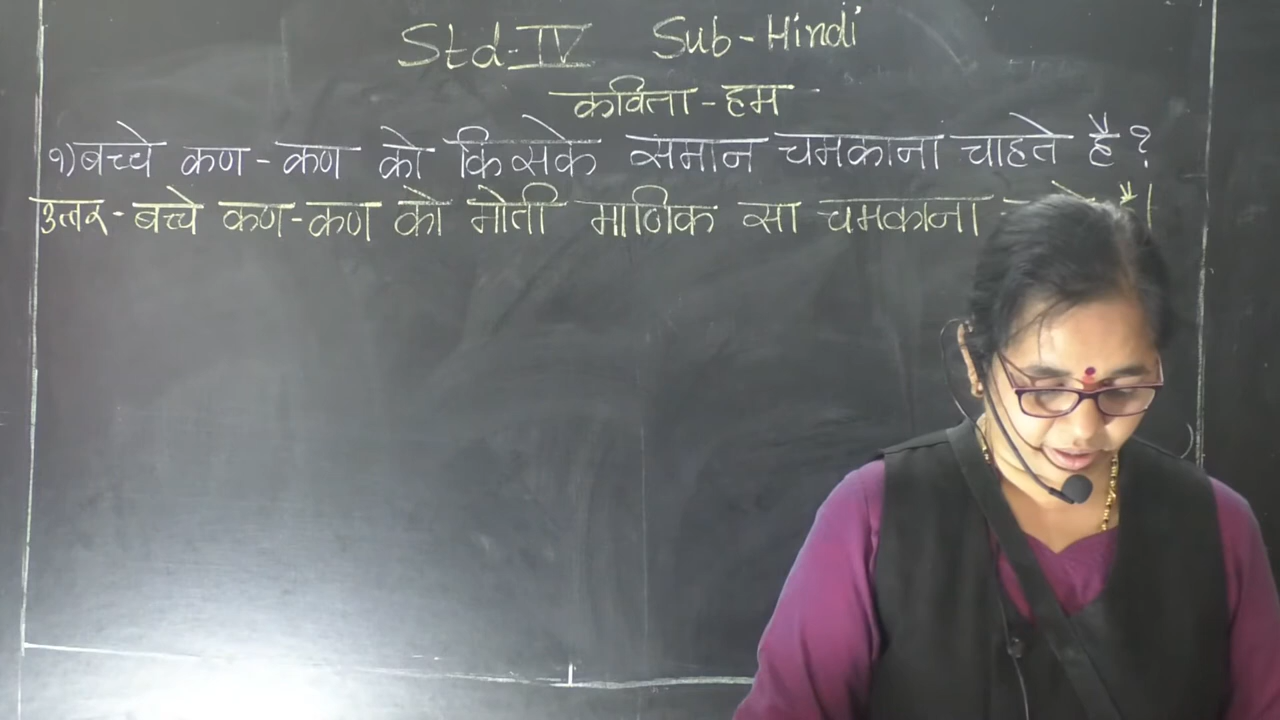 Std-IV Sub-Hindi
कविता-हम
१)बच्चे कण-कण को किसके समान चमकाना चाहते है?
उत्तर- बच्चे कण-कण को मोती माणिक सा चमकाना है।